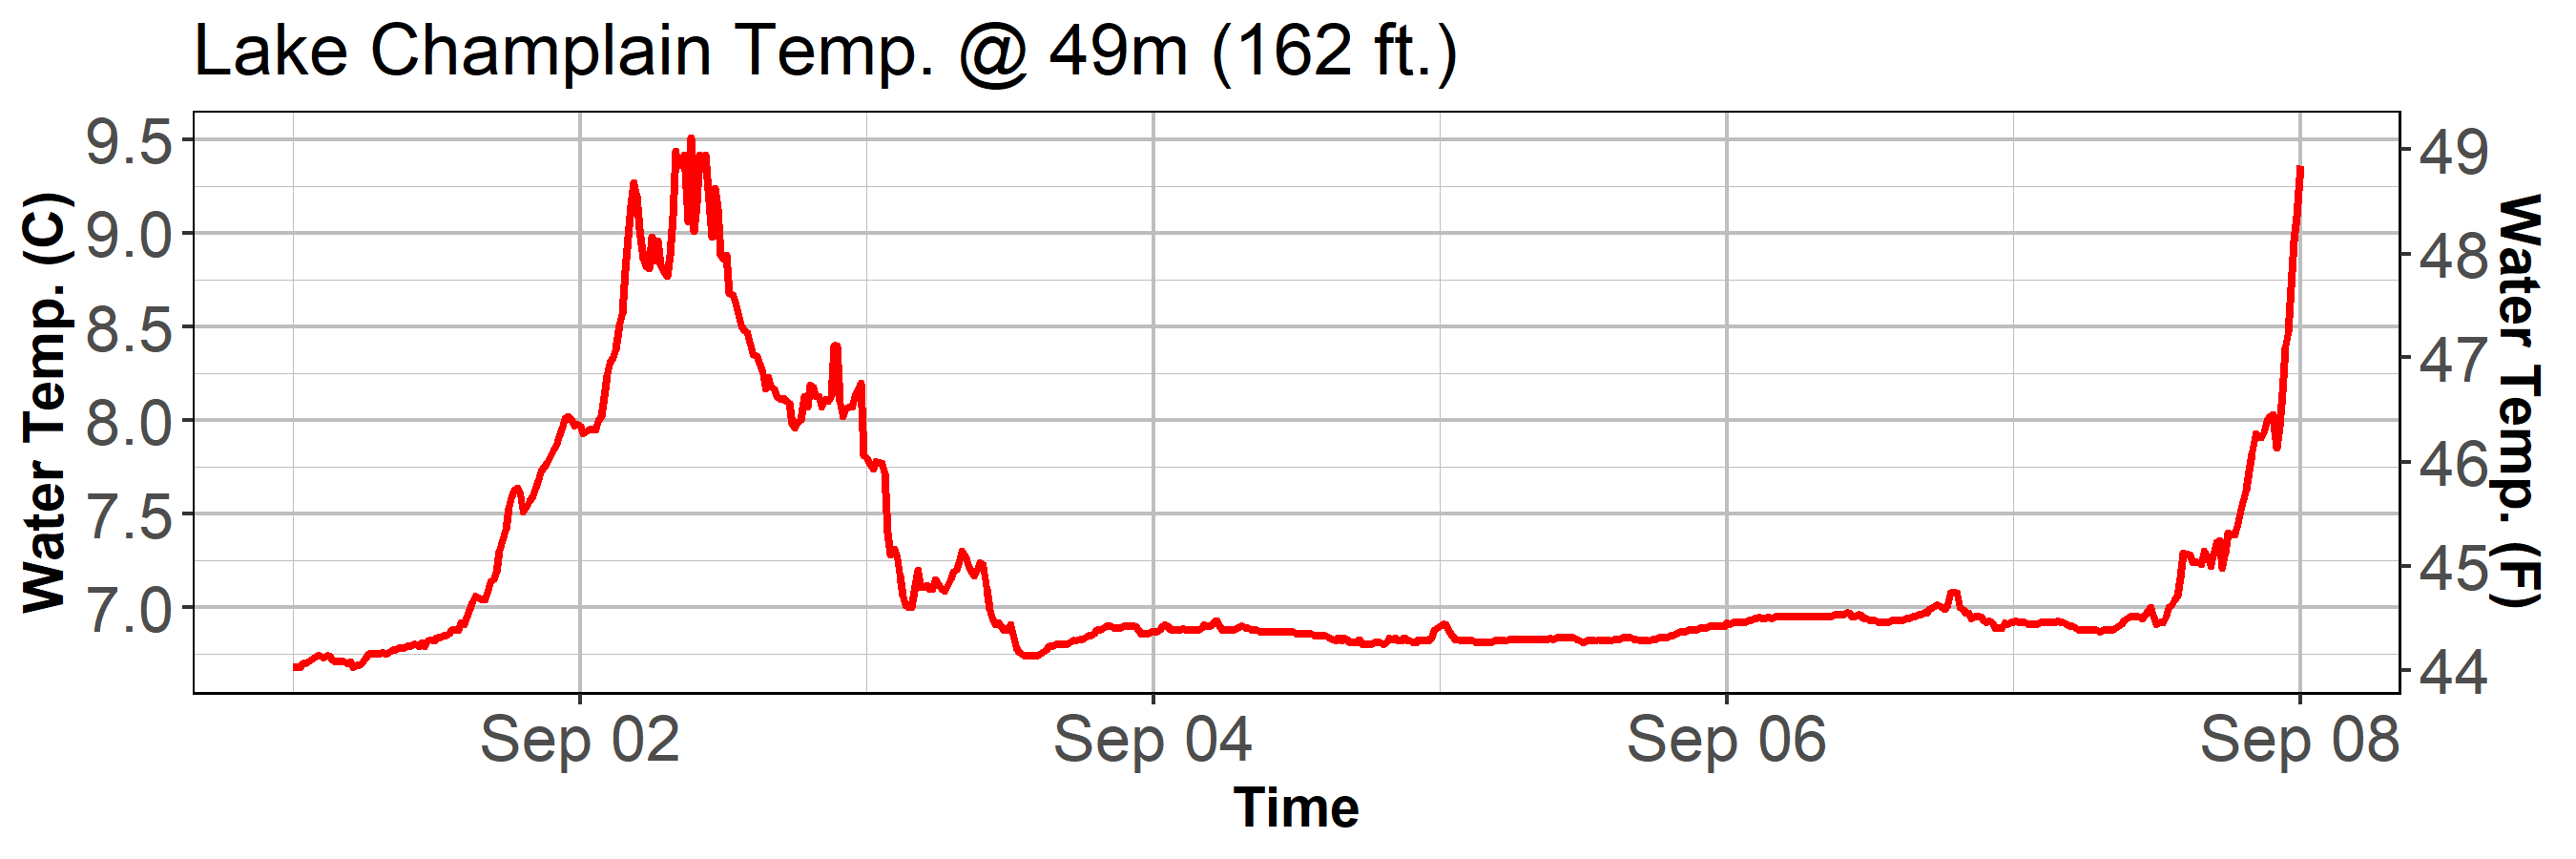 Lake Champlain Temp. @ 49m (162 ft.)
Water Temp. (C)
9.5
9.0
8.5
8.0
7.5
7.0
49
48
47
46
45
44
Water Temp. (F)
Sep 02 Sep 04 Sep 06 Sep 08
Time